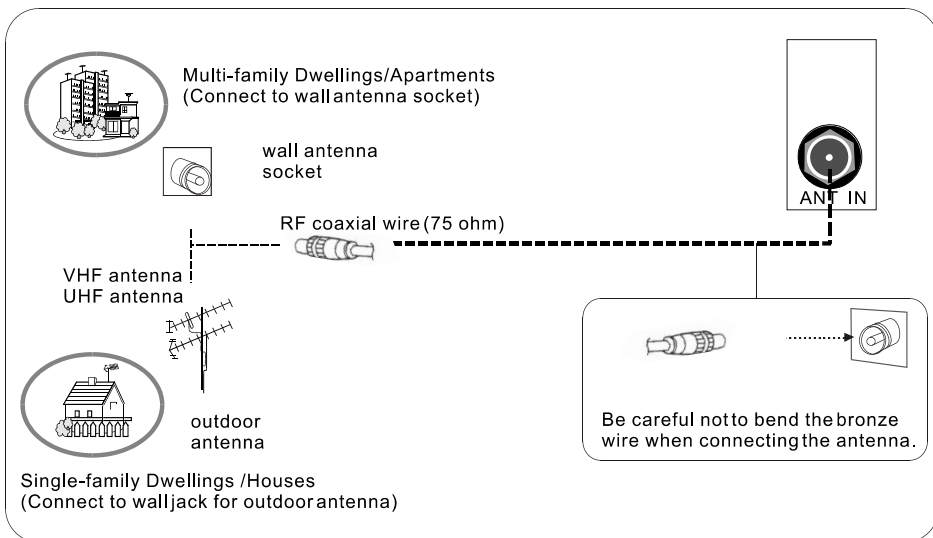 Multi-family Dwellings/Apartments
(Connect to wall antenna socket)
wall antenna
socket
ANT IN
RF coaxial wire (75 ohm)
VHF antenna
UHF antenna
outdoor
antenna
Be careful not to bend the bronze
wire when connecting the antenna.
Single-family Dwellings /Houses
(Connect to wall jack for outdoor antenna)